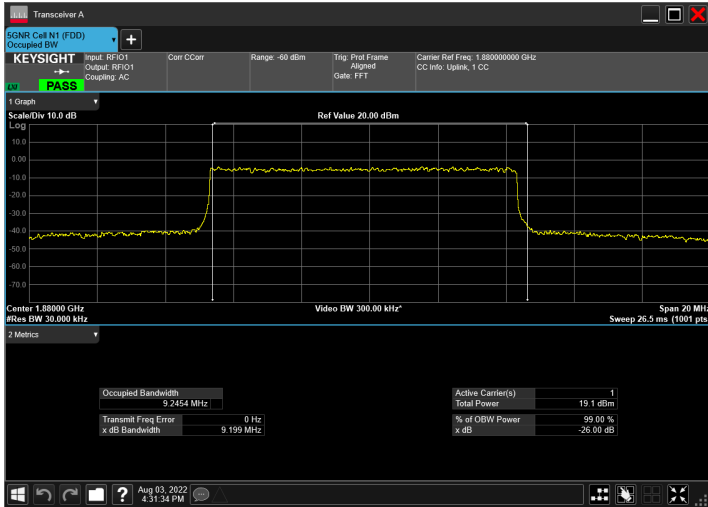 Transceiver A
5GNR Cell N1 (FDD)
Occupied BW
KEYSIGHT
LXI
PASS
Input: RFIO1
Output: RFIO1
Coupling: AC
Corr CCorr
Range: -60 dBm
Trig: Prot Frame
Aligned
Gate: FFT
Carrier Ref Freq: 1.880000000 GHz
CC Info: Uplink, 1 CC
1 Graph
Scale/Div 10.0 dB
Ref Value 20.00 dBm
Log
10.0
0.00
-10.0
-20.0
-30.0
-40.0
-50.0
-60.0
-70.0
Center 1.88000 GHz
Video BW 300.00 kHz*
Span 20 MHz
#Res BW 30.000 kHz
Sweep 26.5 ms (1001 pts
2 Metrics
Occupied Bandwidth
9.2454 MHz
Active Carrier(s) 1
Total Power 19.1 dBm
Transmit Freq Error 0 Hz
x dB Bandwidth 9.199 MHz
% of OBW Power 99.00 %
x dB -26.00 dB
?
Aug 03, 2022
4:31:34 PM